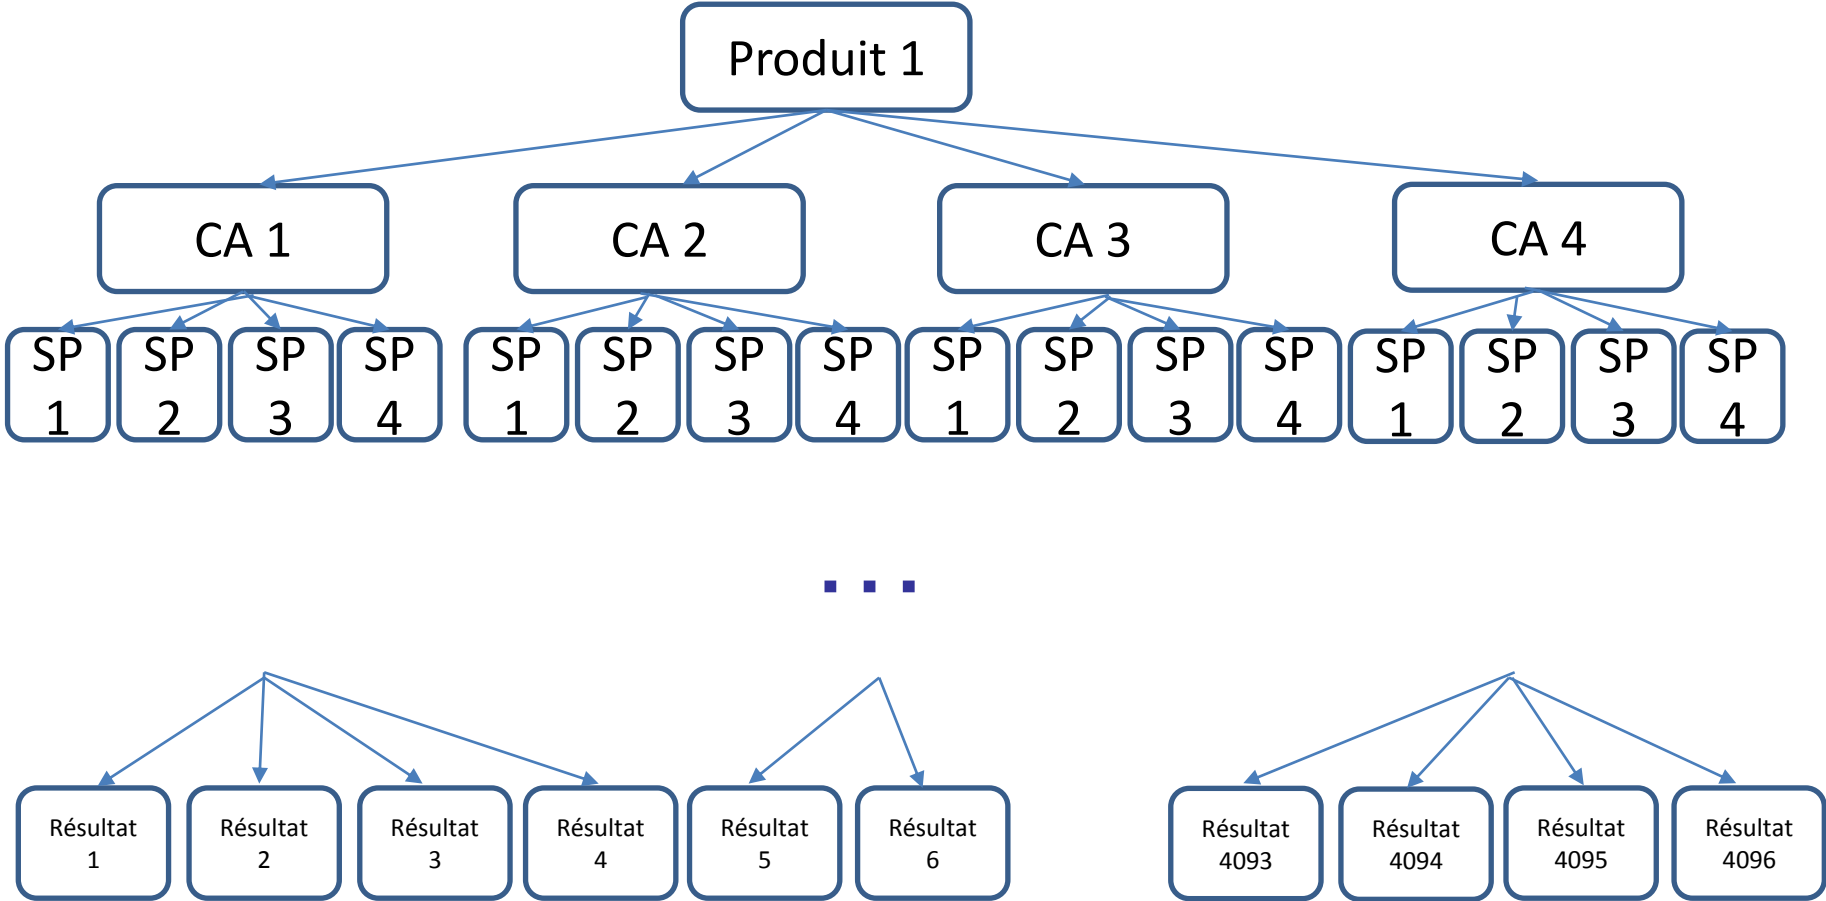 Produit 1
CA 1
CA 2
CA 3
CA 4
SP
1
SP
2
SP
3
SP
4
SP
1
SP
2
SP
3
SP
4
SP
1
SP
2
SP
3
SP
4
SP
1
SP
2
SP
3
SP
4
...
Résultat
1
Résultat
2
Résultat
3
Résultat
4
Résultat
5
Résultat
6
Résultat
4093
Résultat
4094
Résultat
4095
Résultat
4096